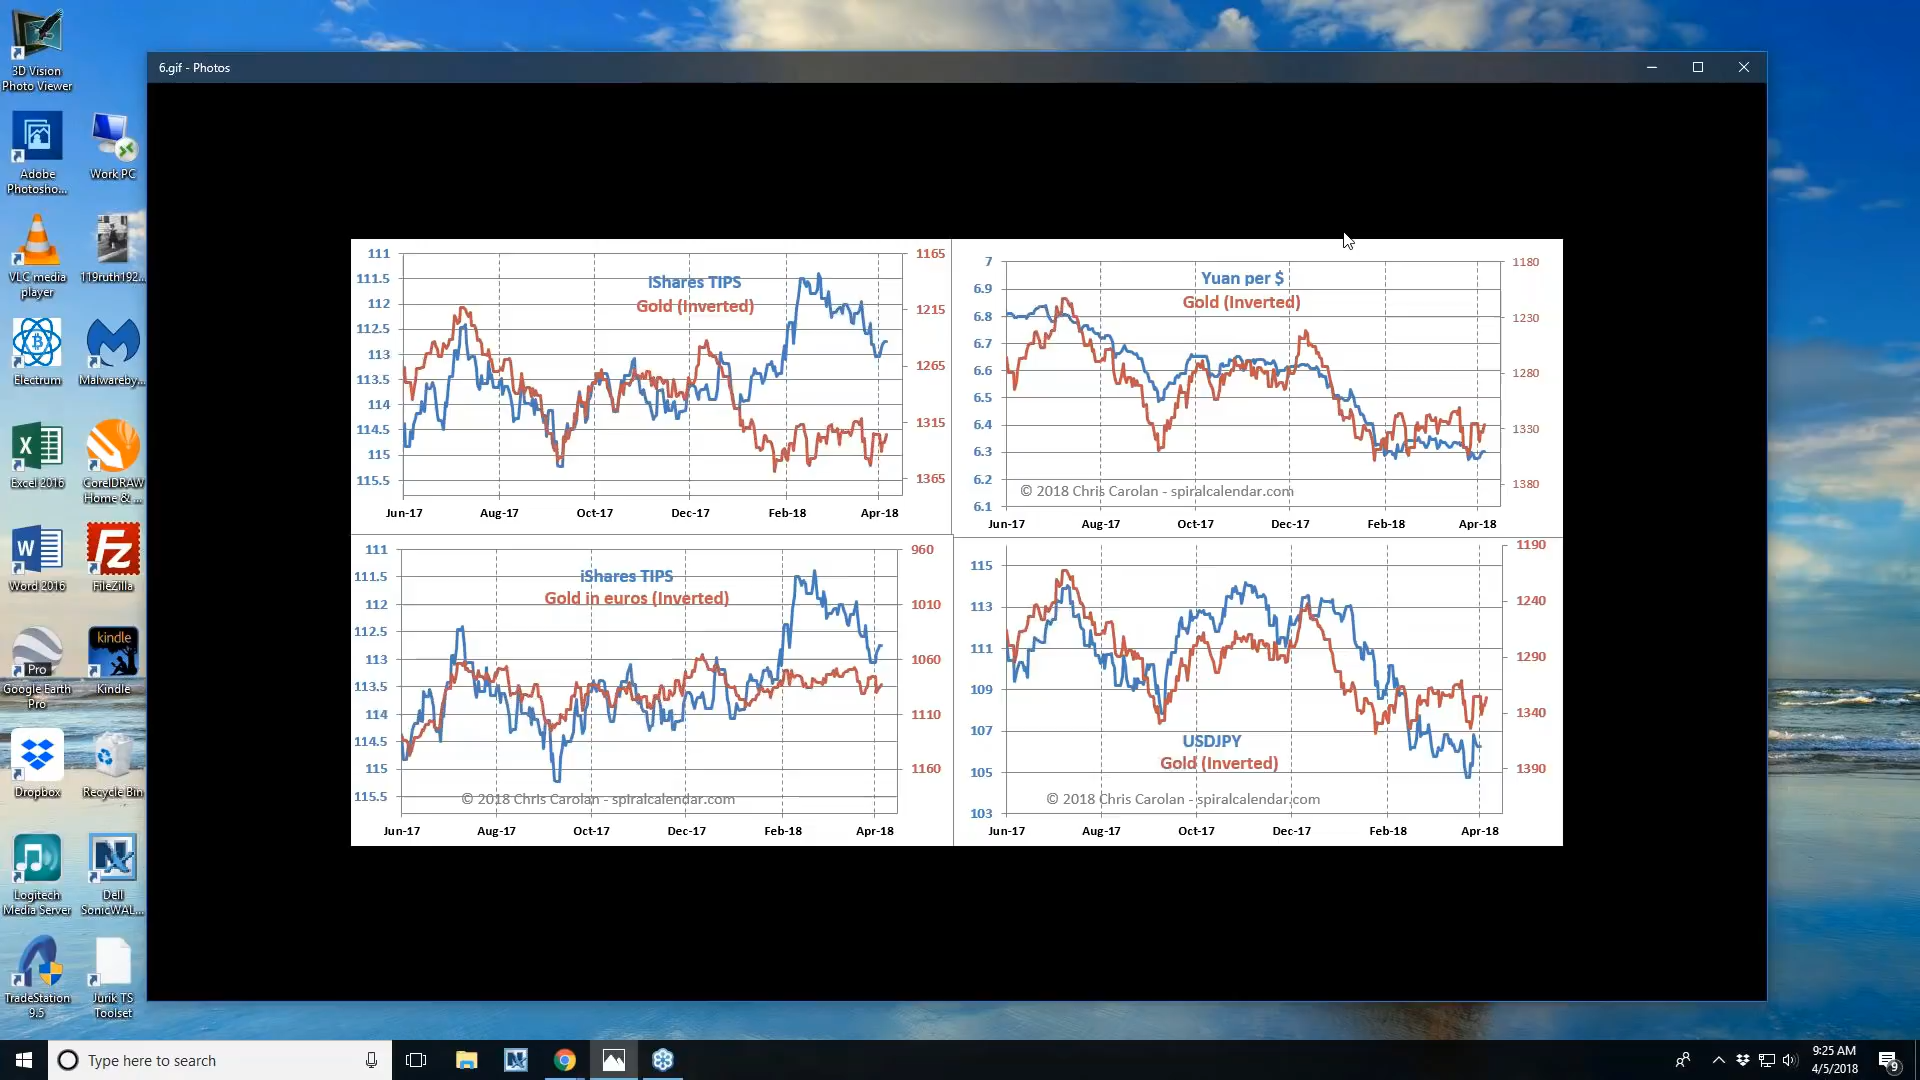 3D Vision
Photo Viewer
Adobe
Photosho...
Work PC
VLC media
player
119ruth192...
Electrum
Malwareby...
Excel 2016
CorelDRAW
Home & ...
Word 2016
FileZilla
Pro
Google Earth
Pro
kindle
Kindle
Dropbox
Recycle Bin
Logitech
Media Server
Dell
SonicWAL...
TradeStation
9.5
Jurik TS
Toolset
6.gif - Photos
iShares TIPS
Gold (Inverted)
111
111.5
112
112.5
113
113.5
114
114.5
115
115.5
1165
1215
1265
1315
1365
Jun-17 Aug-17 Oct-17 Dec-17 Feb-18 Apr-18
Yuan per $
Gold (Inverted)
7
6.9
6.8
6.7
6.6
6.5
6.4
6.3
6.2
6.1
1180
1230
1280
1330
1380
© 2018 Chris Carolan - spiralcalendar.com
Jun-17 Aug-17 Oct-17 Dec-17 Feb-18 Apr-18
iShares TIPS
Gold in euros (Inverted)
111
111.5
112
112.5
113
113.5
114
114.5
115
115.5
960
1010
1060
1110
1160
© 2018 Chris Carolan - spiralcalendar.com
Jun-17 Aug-17 Oct-17 Dec-17 Feb-18 Apr-18
115
113
111
109
107
105
103
1190
1240
1290
1340
1390
USDJPY
Gold (Inverted)
© 2018 Chris Carolan - spiralcalendar.com
Jun-17 Aug-17 Oct-17 Dec-17 Feb-18 Apr-18
Type here to search
9:25 AM
4/5/2018
9